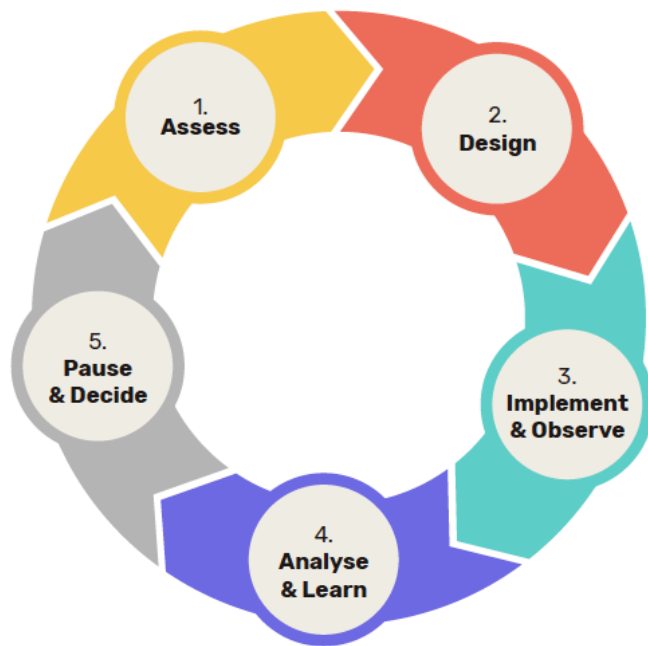 1.
Assess
2.
Design
3.
Implement
& Observe
4.
Analyse
& Learn
5.
Pause
& Decide